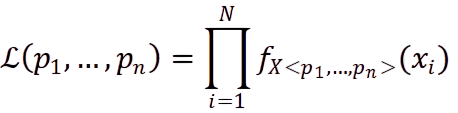 ℒ(p₁, …, pₙ) = ∏ᵢ₌₁ᴺ f_{X<p₁,…,pₙ>}(xᵢ)